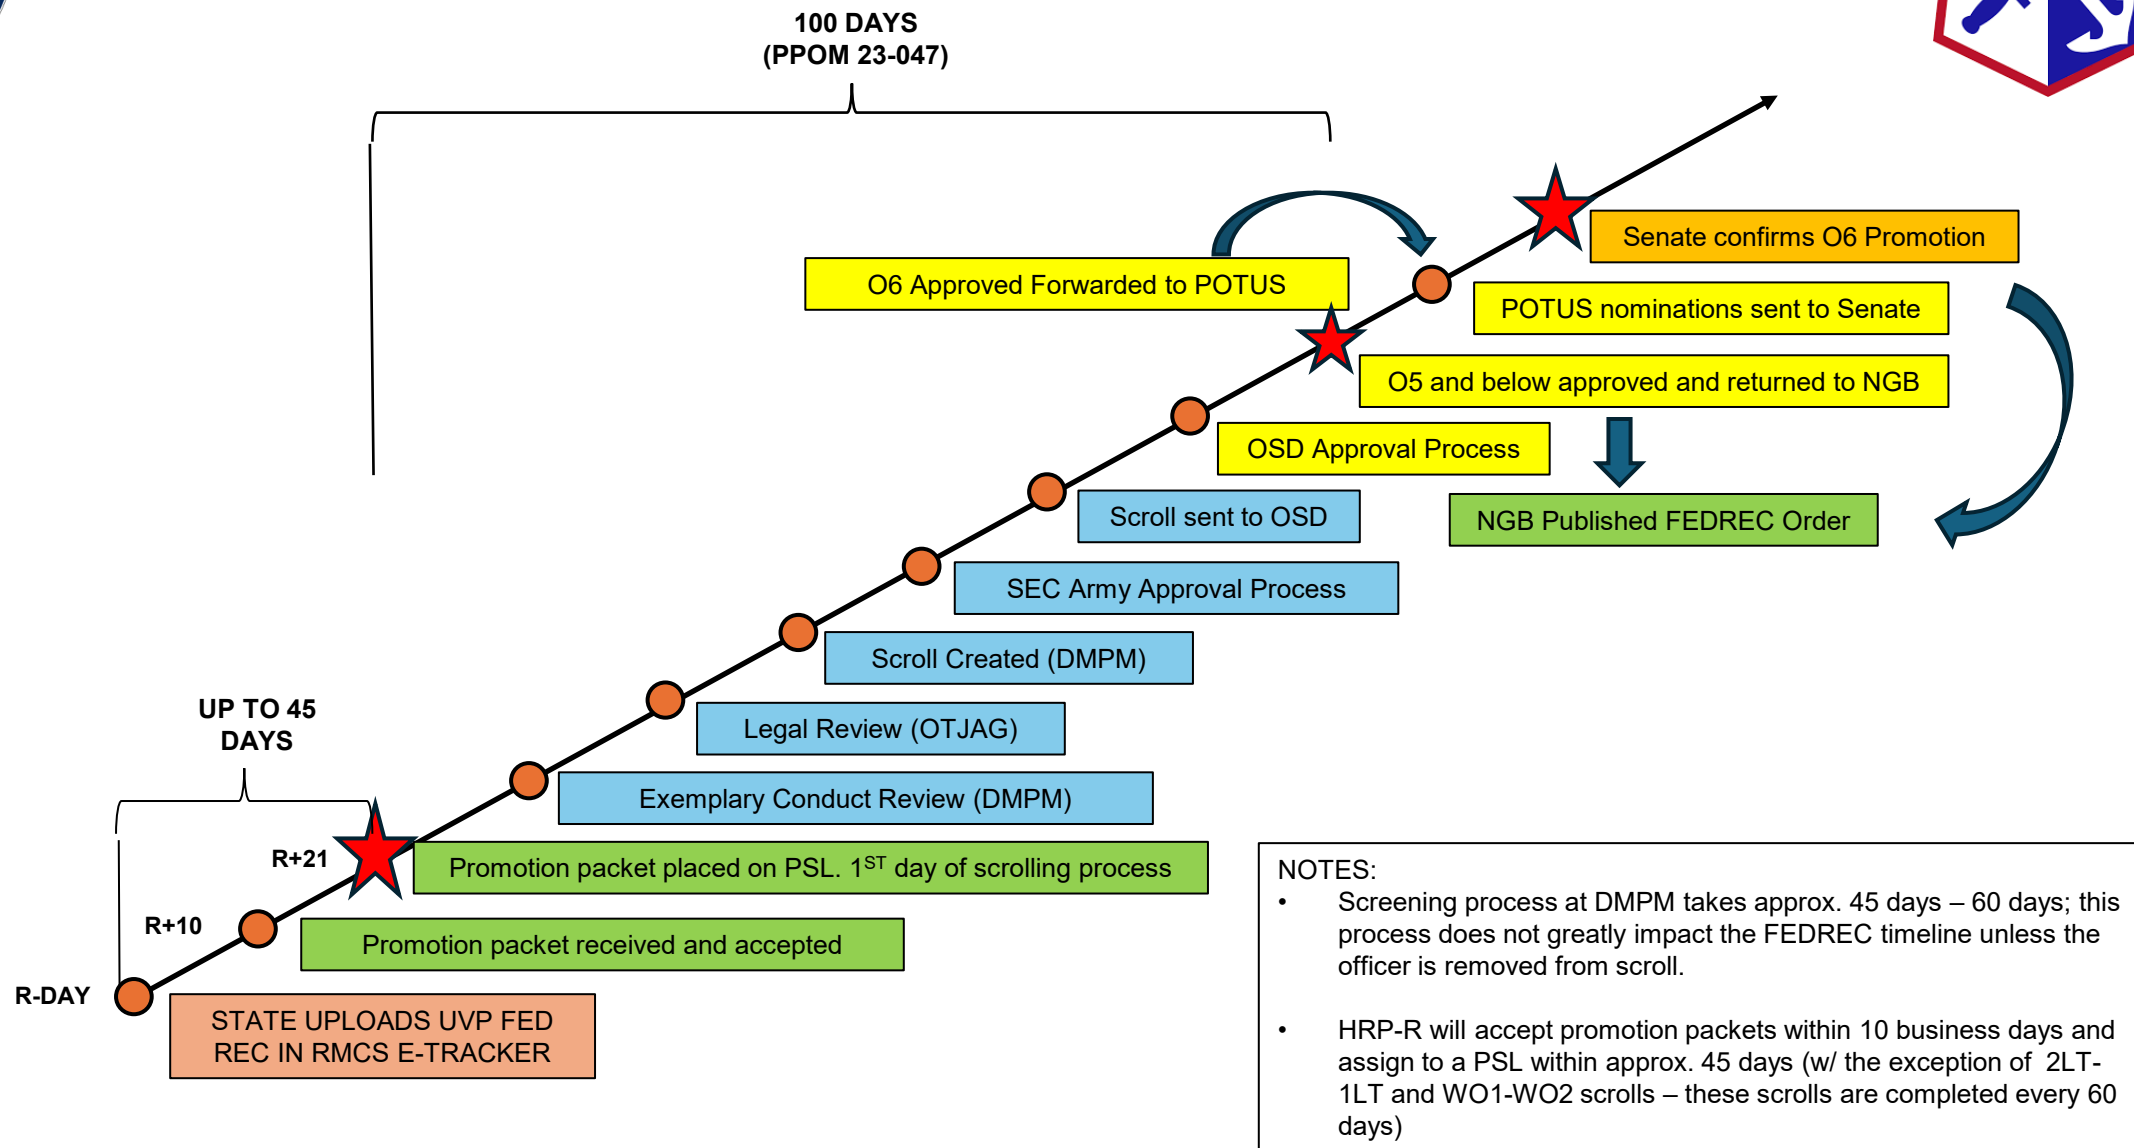 100 DAYS
(PPOM 23-047)
Senate confirms O6 Promotion
O6 Approved Forwarded to POTUS
POTUS nominations sent to Senate
O5 and below approved and returned to NGB
OSD Approval Process
Scroll sent to OSD
NGB Published FEDREC Order
SEC Army Approval Process
Scroll Created (DMPM)
UP TO 45
DAYS
Legal Review (OTJAG)
Exemplary Conduct Review (DMPM)
R+21
Promotion packet placed on PSL. 1ST day of scrolling process
R+10
Promotion packet received and accepted
R-DAY
STATE UPLOADS UVP FED
REC IN RMCS E-TRACKER
NOTES:
• Screening process at DMPM takes approx. 45 days – 60 days; this
process does not greatly impact the FEDREC timeline unless the
officer is removed from scroll.
• HRP-R will accept promotion packets within 10 business days and
assign to a PSL within approx. 45 days (w/ the exception of 2LT-
1LT and WO1-WO2 scrolls – these scrolls are completed every 60
days)